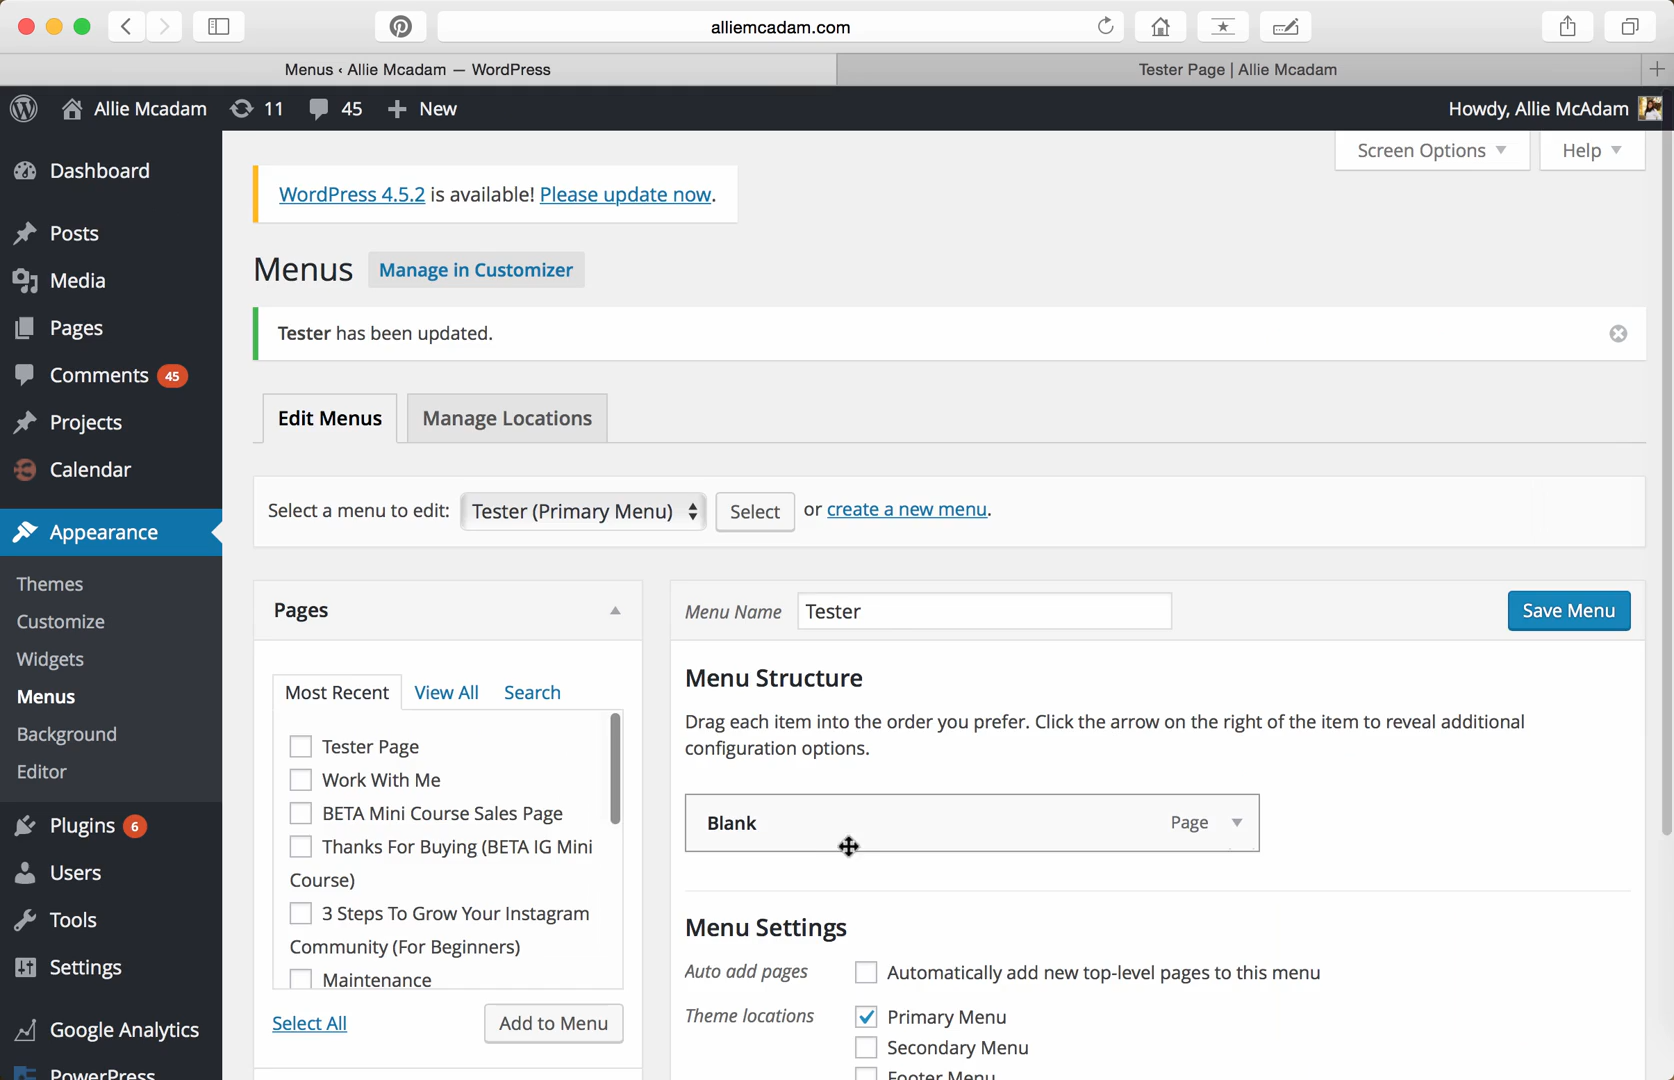 alliemcadam.com
Menus ‹ Allie Mcadam — WordPress
Tester Page | Allie Mcadam
Allie Mcadam 11 45 New
Howdy, Allie McAdam
Screen Options
Help
Dashboard
Posts
Media
Pages
Comments 45
Projects
Calendar
Appearance
Themes
Customize
Widgets
Menus
Background
Editor
Plugins 6
Users
Tools
Settings
Google Analytics
PowerPress
WordPress 4.5.2 is available! Please update now.
Menus
Manage in Customizer
Tester has been updated.
Edit Menus
Manage Locations
Select a menu to edit: Tester (Primary Menu) Select or create a new menu.
Pages
Most Recent View All Search
Tester Page
Work With Me
BETA Mini Course Sales Page
Thanks For Buying (BETA IG Mini
Course)
3 Steps To Grow Your Instagram
Community (For Beginners)
Maintenance
Select All
Add to Menu
Menu Name Tester
Save Menu
Menu Structure
Drag each item into the order you prefer. Click the arrow on the right of the item to reveal additional
configuration options.
Blank Page
Menu Settings
Auto add pages Automatically add new top-level pages to this menu
Theme locations Primary Menu
Secondary Menu
Footer Menu